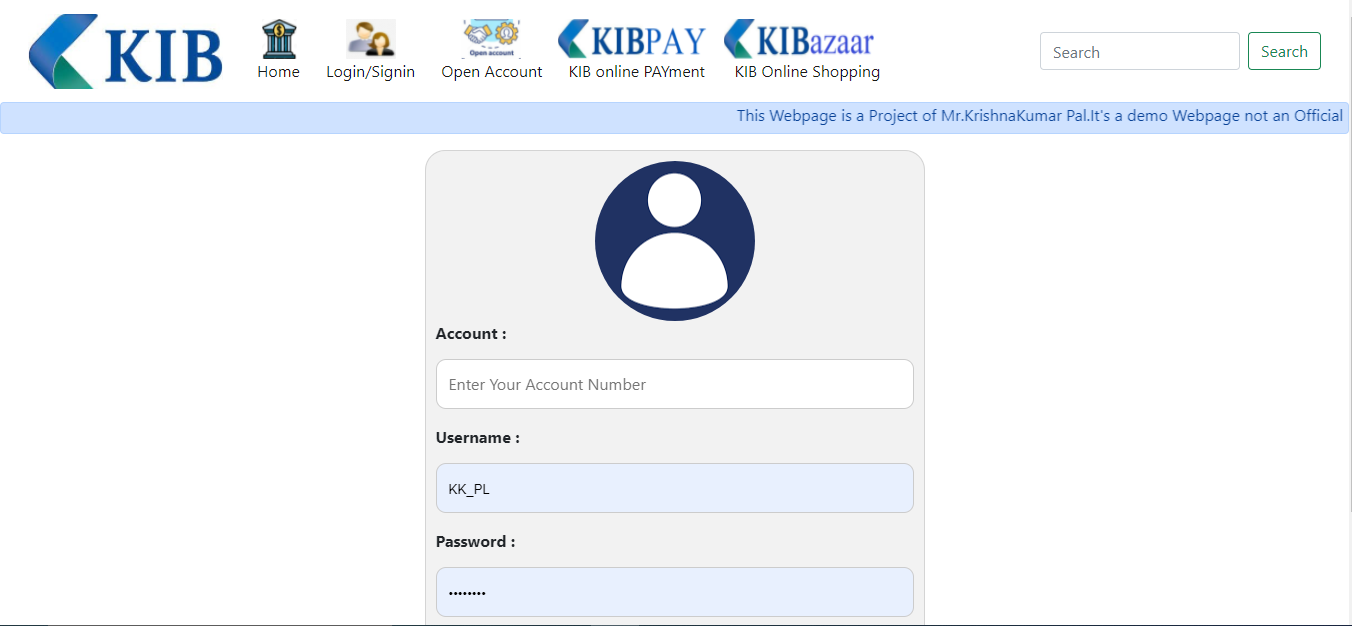 KIB
Home
Login/Signin
Open account
Open Account
KIBPAY
KIB online PAYment
KIBazaar
KIB Online Shopping
Search
Search
This Webpage is a Project of Mr.KrishnaKumar Pal.It's a demo Webpage not an Official
Account :
Enter Your Account Number
Username :
KK_PL
Password :
••••••••